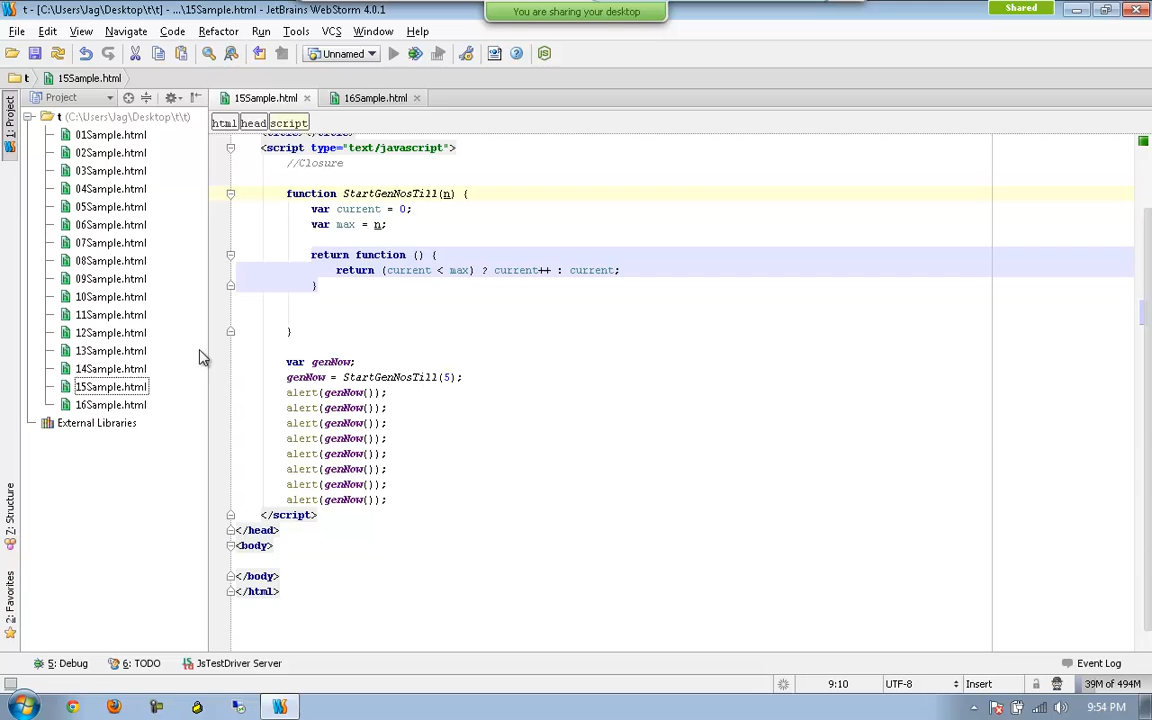 t - [C:\Users\Jag\Desktop\t\t] - ...\15Sample.html - JetBrains WebStorm 4.0.1
You are sharing your desktop
Shared
File Edit View Navigate Code Refactor Run Tools VCS Window Help
Unnamed
t 15Sample.html
Project
15Sample.html
16Sample.html
html head script
1: Project
t (C:\Users\Jag\Desktop\t\t)
01Sample.html
02Sample.html
03Sample.html
04Sample.html
05Sample.html
06Sample.html
07Sample.html
08Sample.html
09Sample.html
10Sample.html
11Sample.html
12Sample.html
13Sample.html
14Sample.html
15Sample.html
16Sample.html
External Libraries
7: Structure
2: Favorites
<title></title>
<script type="text/javascript">
//Closure
function StartGenNosTill(n) {
var current = 0;
var max = n;
return function () {
return (current < max) ? current++ : current;
}
}
var genNow;
genNow = StartGenNosTill(5);
alert(genNow());
alert(genNow());
alert(genNow());
alert(genNow());
alert(genNow());
alert(genNow());
alert(genNow());
alert(genNow());
</script>
</head>
<body>
</body>
</html>
5: Debug
6: TODO
JsTestDriver Server
Event Log
9:10
UTF-8
Insert
39M of 494M
9:54 PM